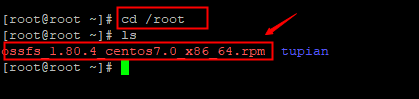 [root@root ~]# cd /root
[root@root ~]# ls
ossfs_1.80.4_centos7.0_x86_64.rpm  tupian
[root@root ~]#